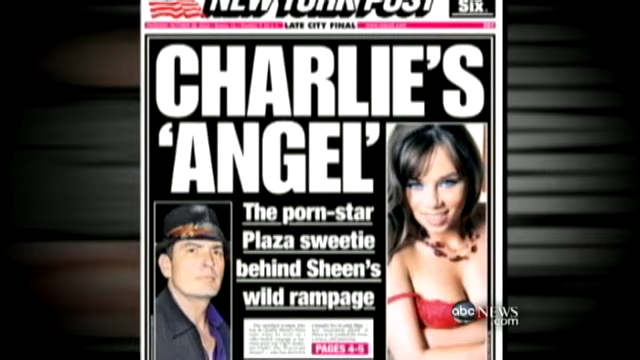 NEW YORK POST
Six
LATE CITY FINAL
CHARLIE'S
'ANGEL'
The porn-star
Plaza sweetie
behind Sheen's
wild rampage
PAGES 4-5
abc NEWS
.com